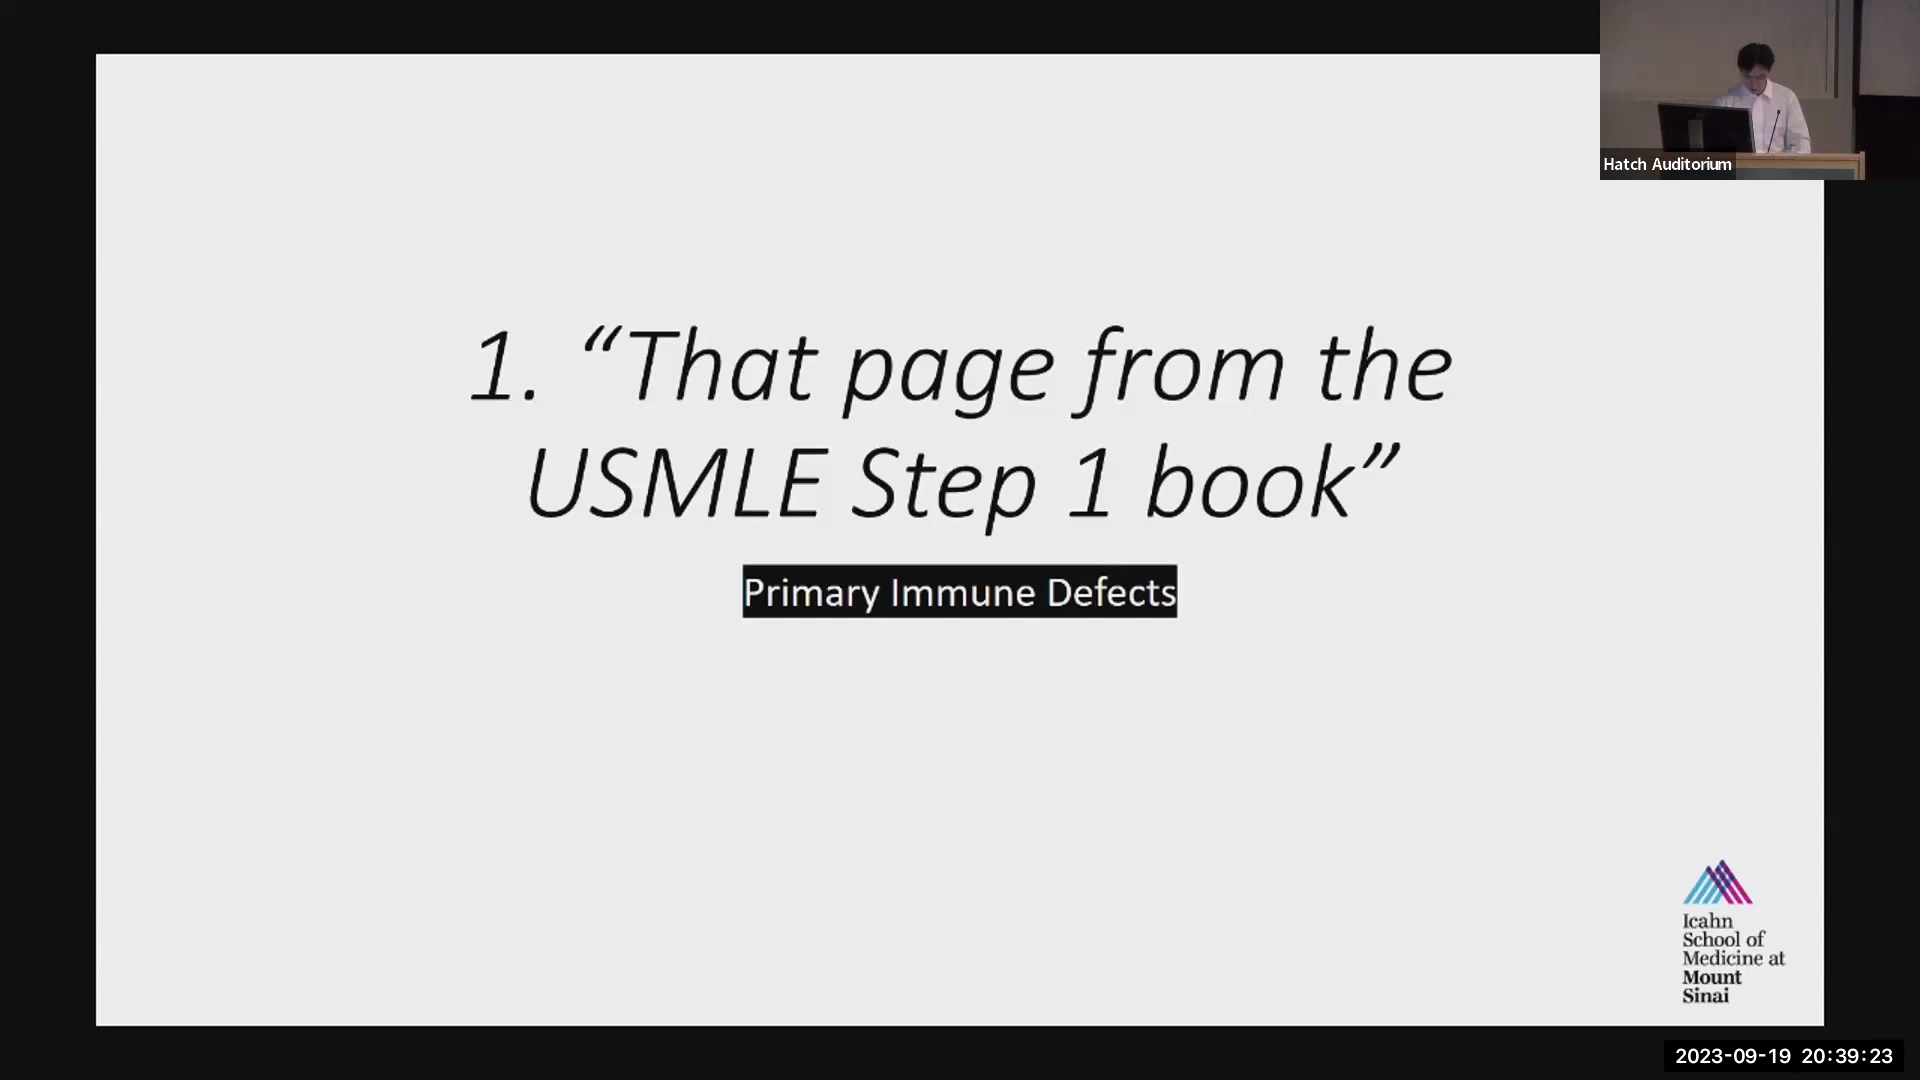 Hatch Auditorium
1. “That page from the
USMLE Step 1 book”
Primary Immune Defects
Icahn
School of
Medicine at
Mount
Sinai
2023-09-19 20:39:23